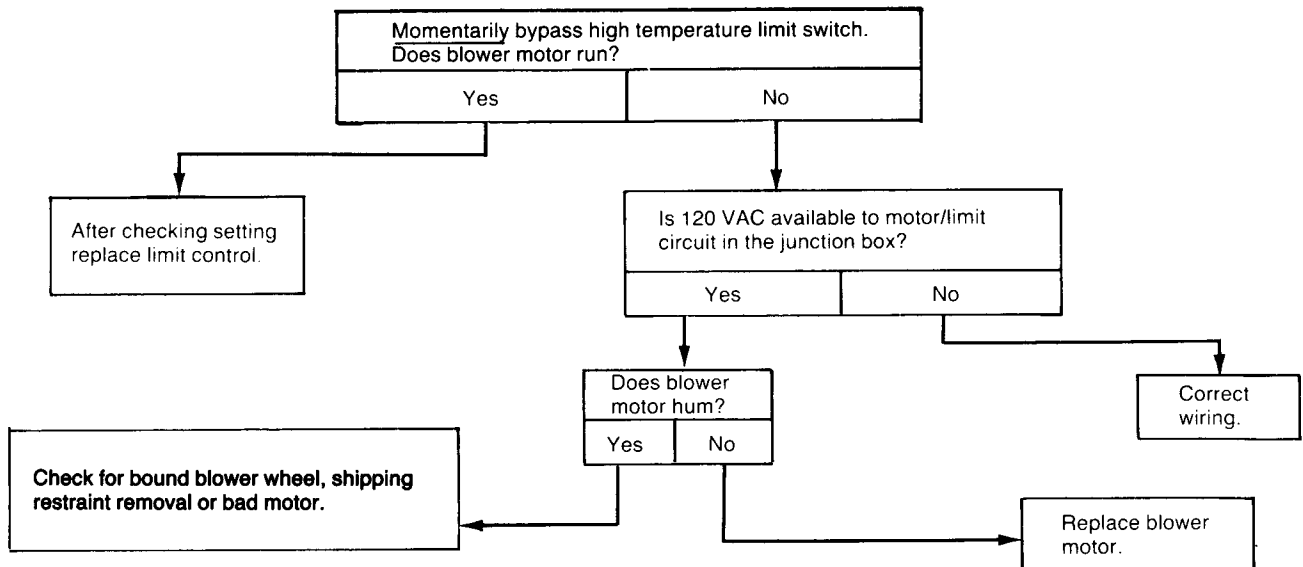 Momentarily bypass high temperature limit switch.
Does blower motor run?
Yes
No
After checking setting
replace limit control.
Is 120 VAC available to motor/limit
circuit in the junction box?
Yes
No
Does blower
motor hum?
Yes
No
Correct
wiring.
Check for bound blower wheel, shipping
restraint removal or bad motor.
Replace blower
motor.